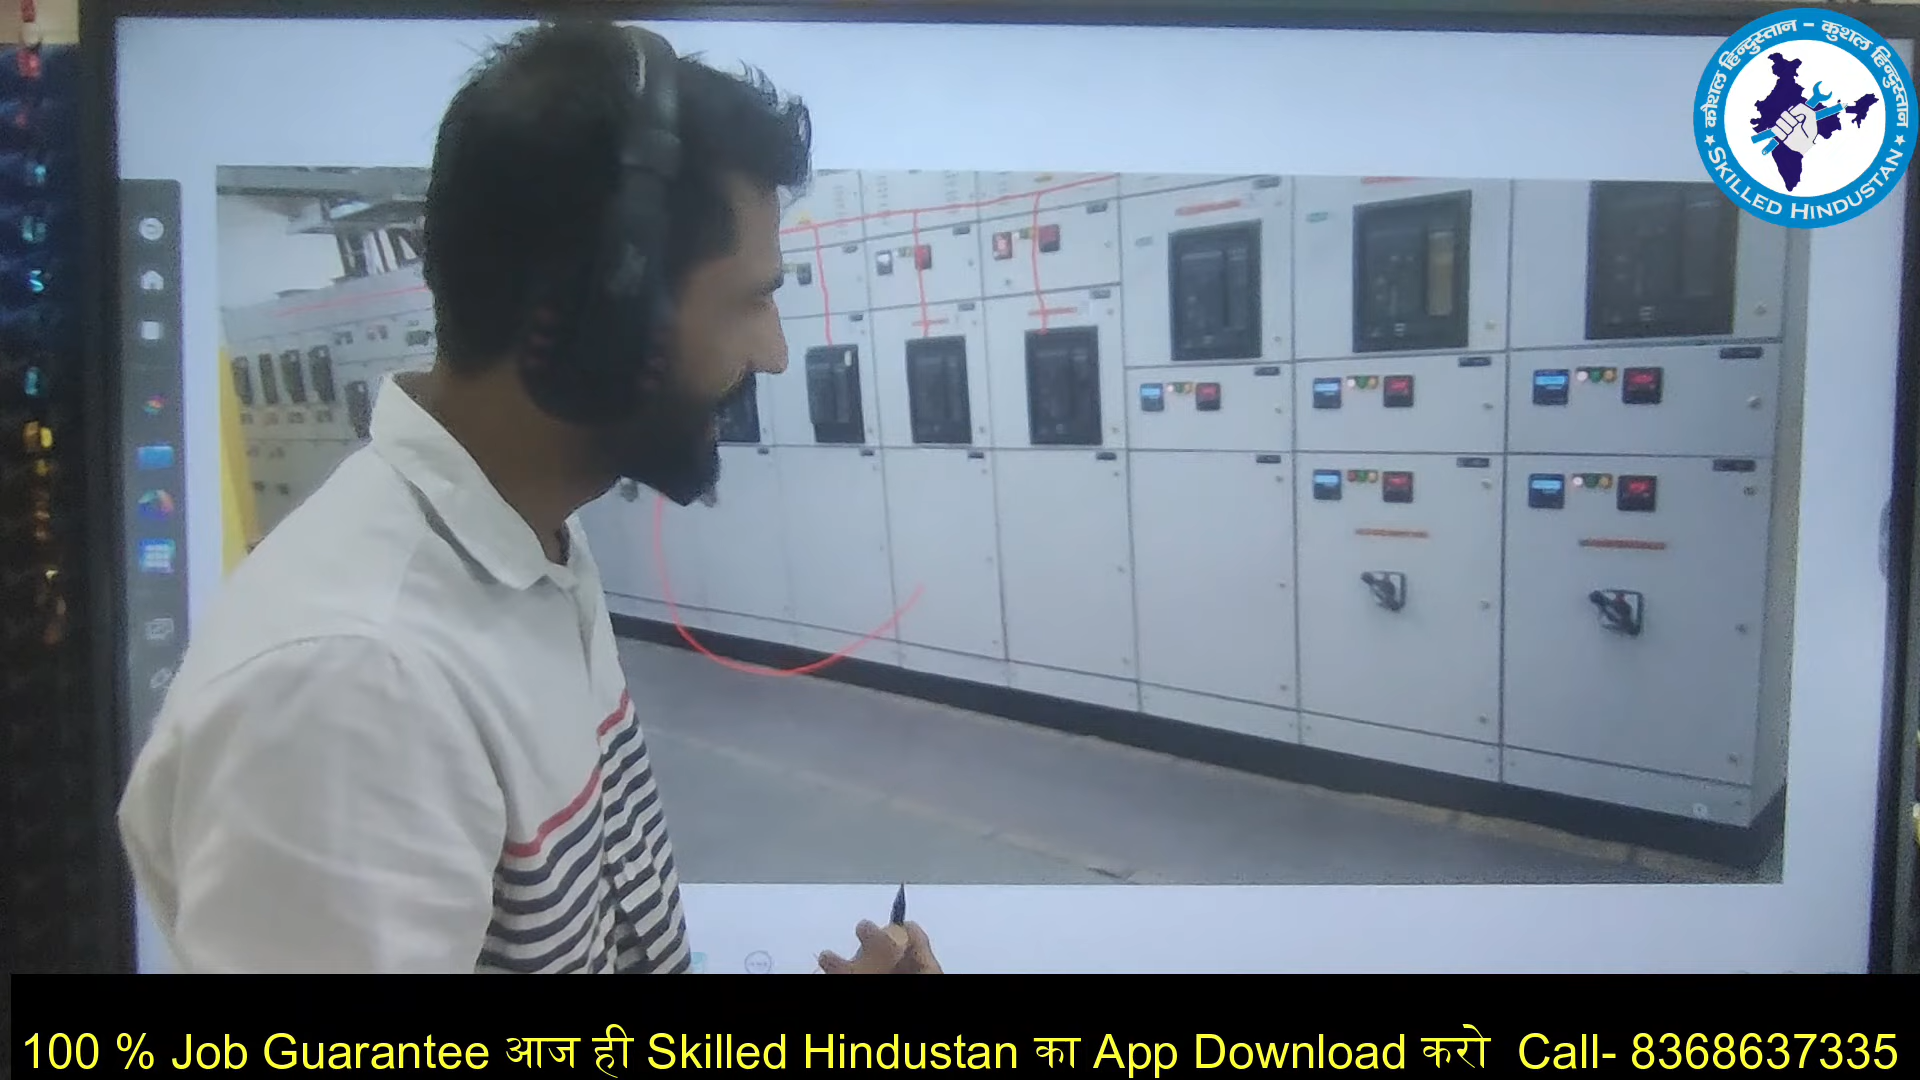 कौशल हिन्दुस्तान - कुशल हिन्दुस्तान
SKILLED HINDUSTAN
100 % Job Guarantee आज ही Skilled Hindustan का App Download करो Call- 8368637335